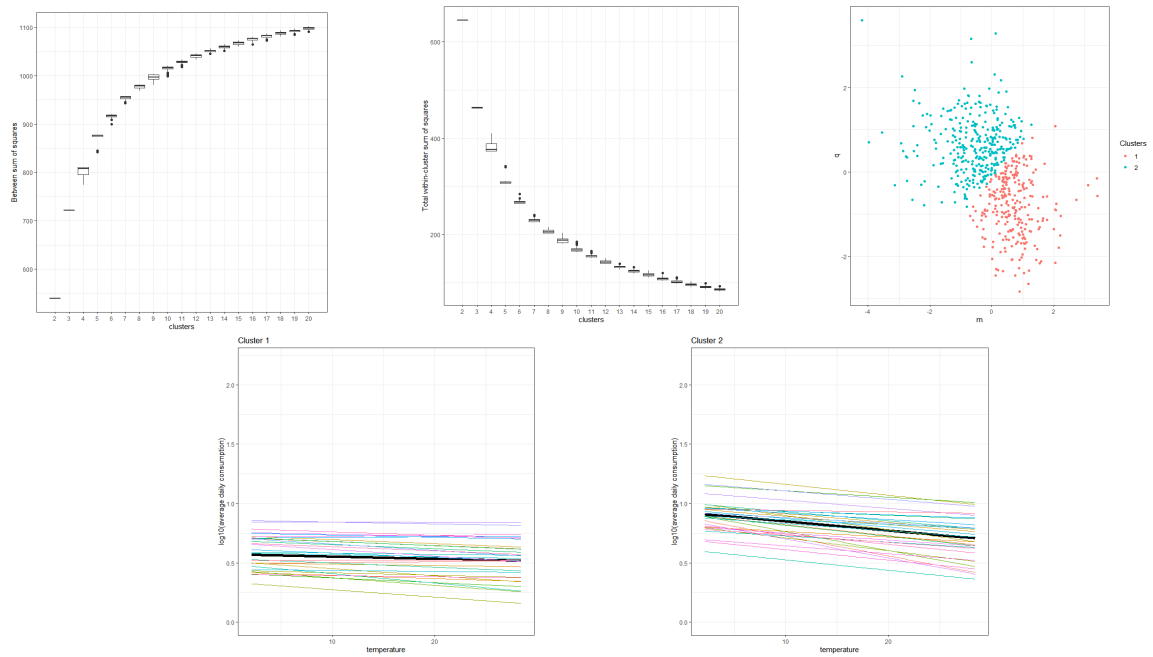 1100
1000
900
800
700
600
Between sum of squares
2 3 4 5 6 7 8 9 10 11 12 13 14 15 16 17 18 19 20
clusters
600
400
200
Total within-cluster sum of squares
2 3 4 5 6 7 8 9 10 11 12 13 14 15 16 17 18 19 20
clusters
2
0
-2
q
-4 -2 0 2
m
Clusters
1
2
Cluster 1
2.0
1.5
1.0
0.5
0.0
log10(average daily consumption)
10 20
temperature
Cluster 2
2.0
1.5
1.0
0.5
0.0
log10(average daily consumption)
10 20
temperature